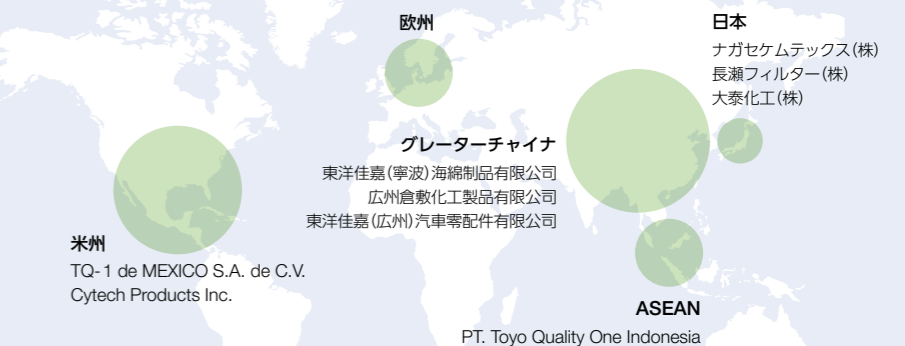 欧州
日本
ナガセケムテックス(株)
長瀬フィルター(株)
大泰化工(株)
グレーターチャイナ
東洋佳嘉(寧波)海綿制品有限公司
広州倉敷化工製品有限公司
東洋佳嘉(広州)汽車零配件有限公司
米州
TQ-1 de MEXICO S.A. de C.V.
Cytech Products Inc.
ASEAN
PT. Toyo Quality One Indonesia